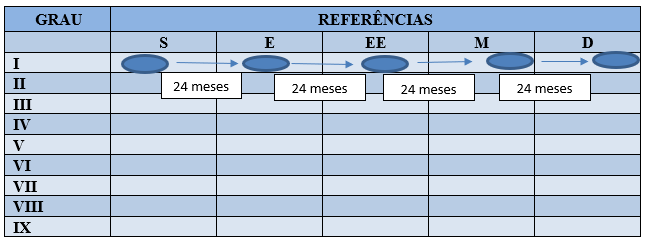 GRAU REFERÊNCIAS
S E EE M D
I
II
24 meses 24 meses 24 meses 24 meses
III
IV
V
VI
VII
VIII
IX